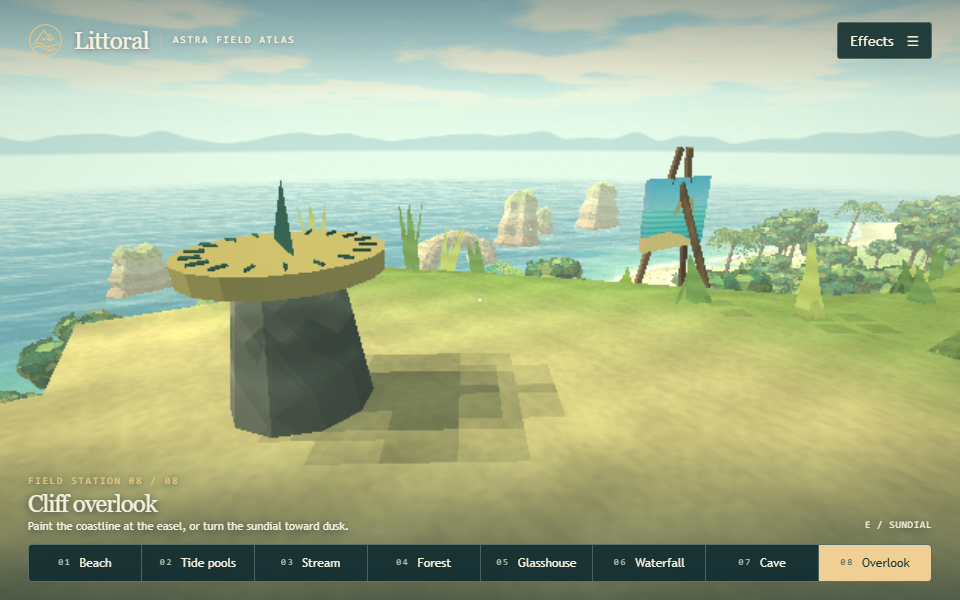 Littoral
ASTRA FIELD ATLAS
Effects
FIELD STATION 08 / 08
Cliff overlook
Paint the coastline at the easel, or turn the sundial toward dusk.
E / SUNDIAL
01 Beach
02 Tide pools
03 Stream
04 Forest
05 Glasshouse
06 Waterfall
07 Cave
08 Overlook